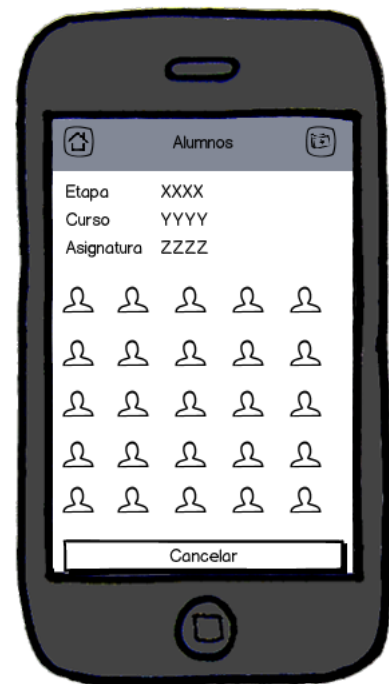 Alumnos
Etapa XXXX
Curso YYYY
Asignatura ZZZZ
Cancelar